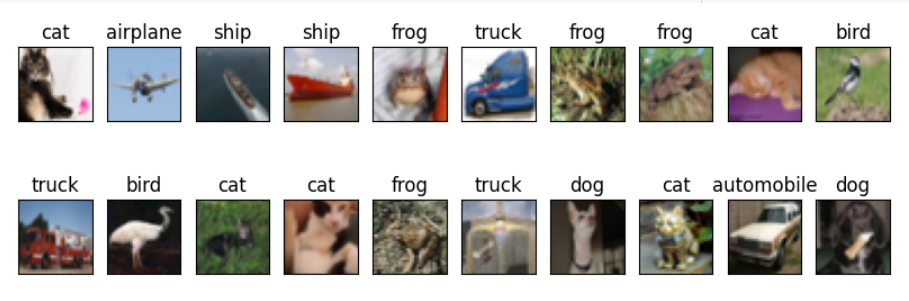 cat airplane ship ship frog truck frog frog cat bird
truck bird cat cat frog truck dog cat automobile dog